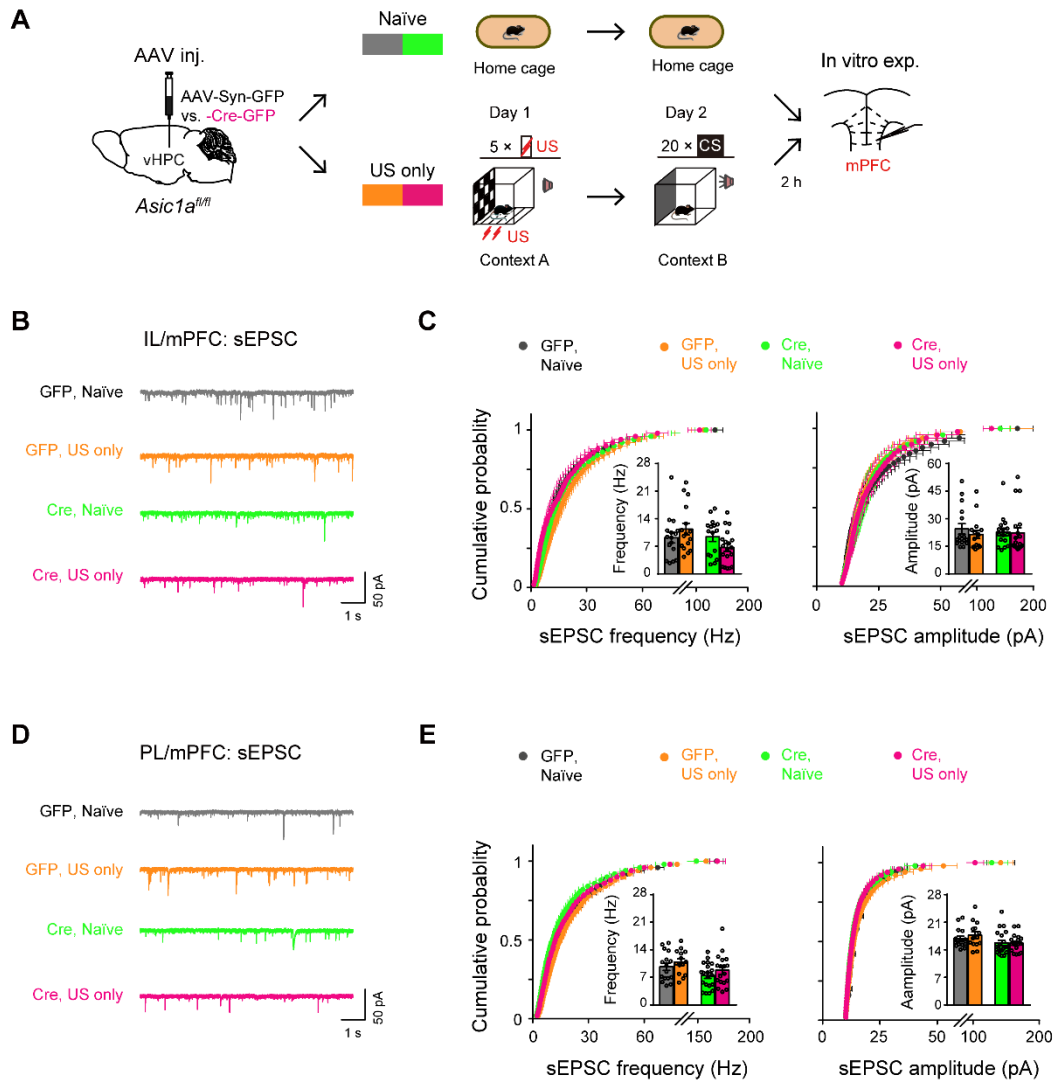 A
AAV inj.
AAV-Syn-GFP
vs. -Cre-GFP
vHPC
Asic1a^fl/fl
Naïve
Home cage
Home cage
US only
Day 1
5 × US
US
Context A
Day 2
20 × CS
Context B
2 h
In vitro exp.
mPFC
B
IL/mPFC: sEPSC
GFP, Naïve
GFP, US only
Cre, Naïve
Cre, US only
50 pA
1 s
C
GFP,
Naïve
GFP,
US only
Cre,
Naïve
Cre,
US only
Cumulative probablity
1
0.5
0
0
30
60
100
200
sEPSC frequency (Hz)
Frequency (Hz)
28
21
14
7
0
0
25
50
100
200
sEPSC amplitude (pA)
Amplitude (pA)
60
45
30
15
0
D
PL/mPFC: sEPSC
GFP, Naïve
GFP, US only
Cre, Naïve
Cre, US only
50 pA
1 s
E
GFP,
Naïve
GFP,
US only
Cre,
Naïve
Cre,
US only
Cumulative probablity
1
0.5
0
0
30
60
150
200
sEPSC frequency (Hz)
Frequency (Hz)
28
21
14
7
0
0
25
50
100
200
sEPSC amplitude (pA)
Aamplitude (pA)
28
21
14
7
0